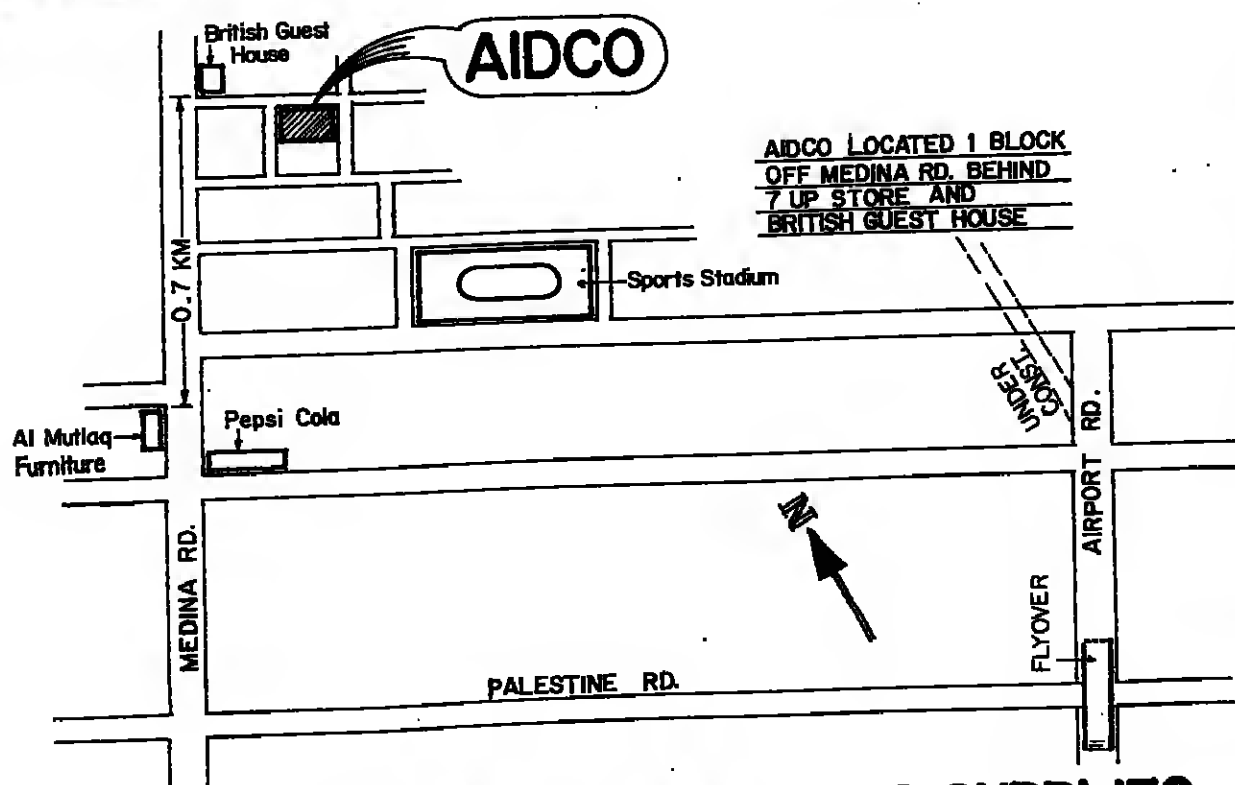 British Guest
House
AIDCO
AIDCO LOCATED 1 BLOCK
OFF MEDINA RD. BEHIND
7 UP STORE AND
BRITISH GUEST HOUSE
0.7 KM
Sports Stadium
UNDER
CONST.
Al Mutlaq
Furniture
Pepsi Cola
AIRPORT RD.
N
MEDINA RD.
FLYOVER
PALESTINE RD.